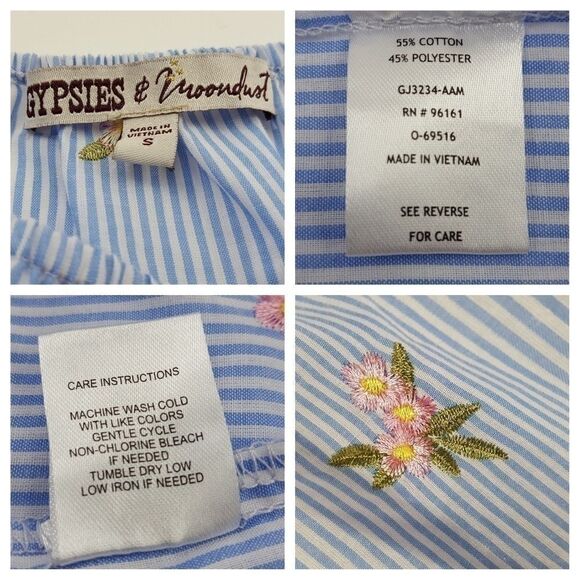 GYPSIES & Moondust
MADE IN
VIETNAM
S
55% COTTON
45% POLYESTER
GJ3234-AAM
RN # 96161
O-69516
MADE IN VIETNAM
SEE REVERSE
FOR CARE
CARE INSTRUCTIONS
MACHINE WASH COLD
WITH LIKE COLORS
GENTLE CYCLE
NON-CHLORINE BLEACH
IF NEEDED
TUMBLE DRY LOW
LOW IRON IF NEEDED